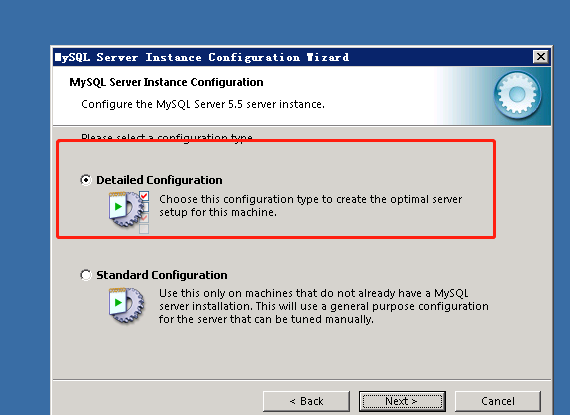 MySQL Server Instance Configuration Wizard
MySQL Server Instance Configuration
Configure the MySQL Server 5.5 server instance.
Please select a configuration type.
Detailed Configuration
Choose this configuration type to create the optimal server
setup for this machine.
Standard Configuration
Use this only on machines that do not already have a MySQL
server installation. This will use a general purpose configuration
for the server that can be tuned manually.
< Back
Next >
Cancel